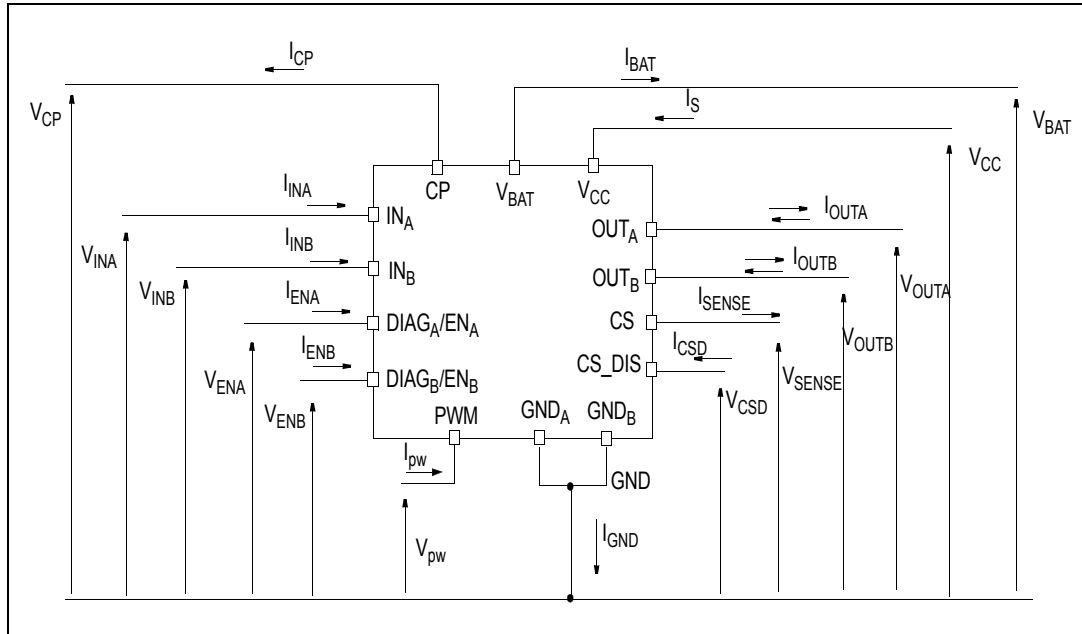 I_CP
I_BAT
I_S
V_CP
V_BAT
V_CC
CP
V_BAT
V_CC
I_INA
IN_A
OUT_A
I_OUTA
V_INA
I_INB
IN_B
OUT_B
I_OUTB
V_INB
V_OUTA
I_ENA
DIAG_A/EN_A
CS
I_SENSE
V_OUTB
I_ENB
DIAG_B/EN_B
CS_DIS
I_CSD
V_ENA
V_SENSE
V_ENB
V_CSD
PWM
GND_A
GND_B
I_pw
GND
V_pw
I_GND